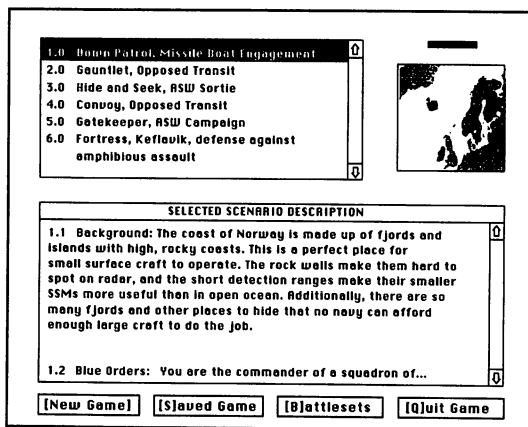 1.0 Down Patrol, Missile Boat Engagement
2.0 Gauntlet, Opposed Transit
3.0 Hide and Seek, ASW Sortie
4.0 Convoy, Opposed Transit
5.0 Gatekeeper, ASW Campaign
6.0 Fortress, Keflavik, defense against
amphibious assault
SELECTED SCENARIO DESCRIPTION
1.1 Background: The coast of Norway is made up of fjords and
islands with high, rocky coasts. This is a perfect place for
small surface craft to operate. The rock walls make them hard to
spot on radar, and the short detection ranges make their smaller
SSMs more useful than in open ocean. Additionally, there are so
many fjords and other places to hide that no navy can afford
enough large craft to do the job.
1.2 Blue Orders: You are the commander of a squadron of...
[New Game] [S]aved Game [B]attlesets [Q]uit Game